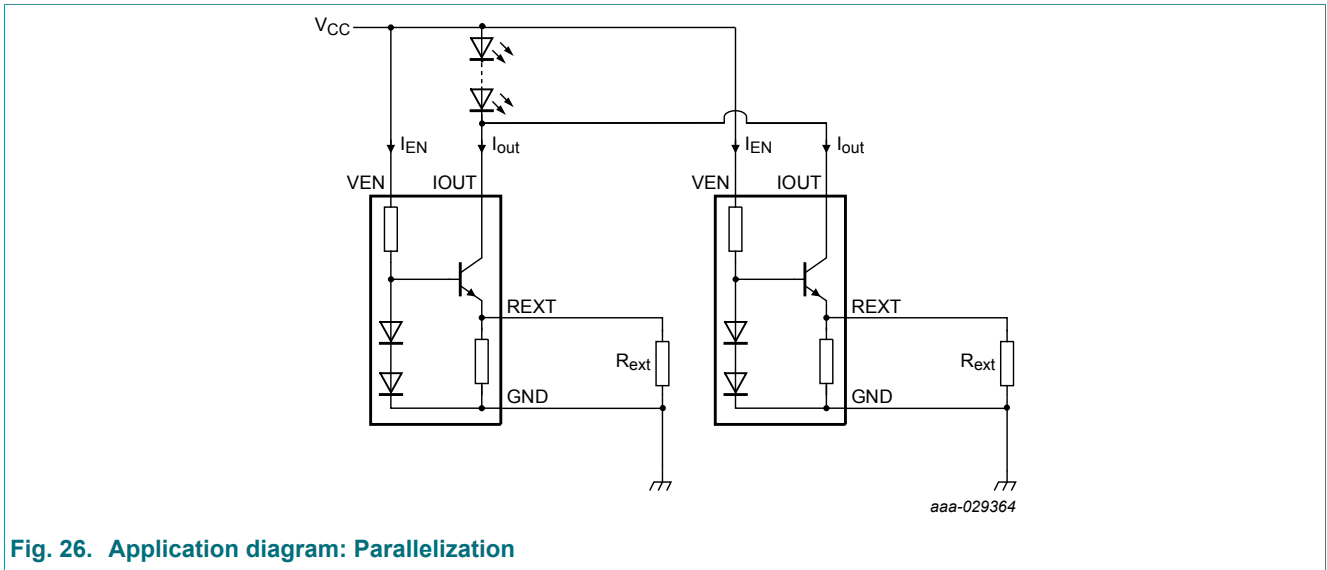 VCC
IEN Iout IEN Iout
VEN IOUT VEN IOUT
REXT REXT
Rext Rext
GND GND
aaa-029364
Fig. 26. Application diagram: Parallelization